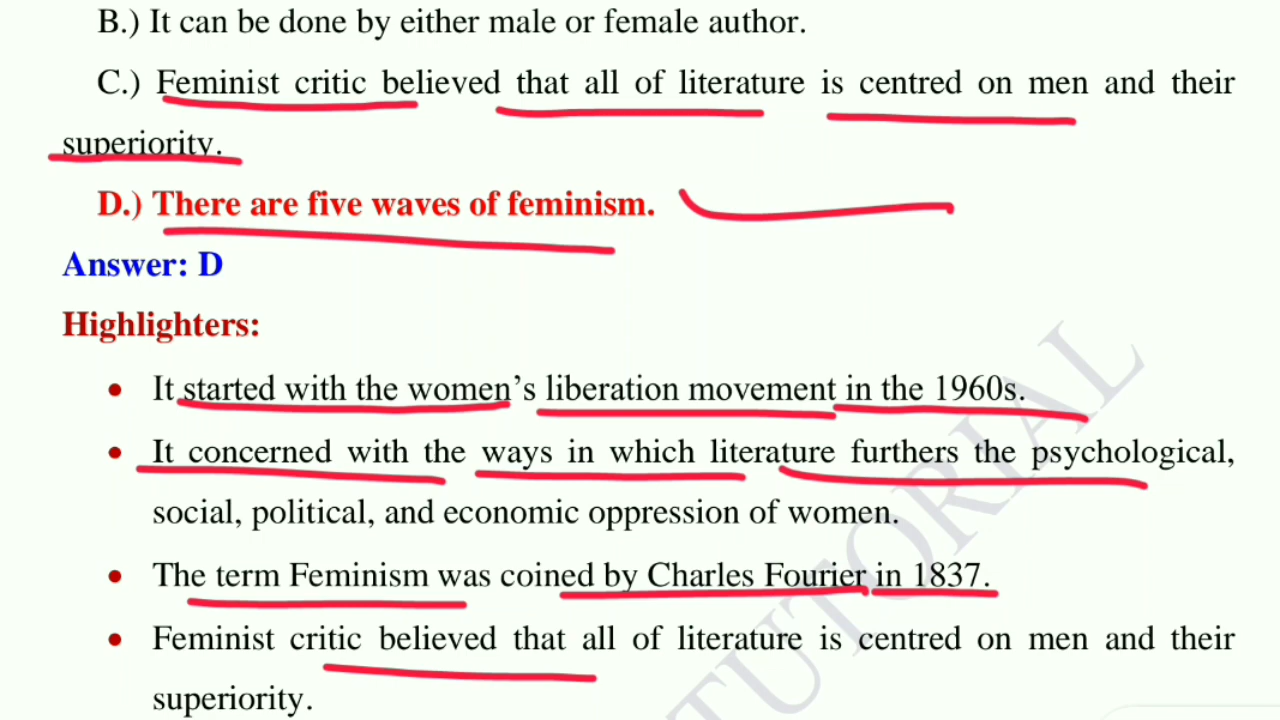 B.) It can be done by either male or female author.
C.) Feminist critic believed that all of literature is centred on men and their
superiority.
D.) There are five waves of feminism.
Answer: D
Highlighters:
• It started with the women’s liberation movement in the 1960s.
• It concerned with the ways in which literature furthers the psychological,
social, political, and economic oppression of women.
• The term Feminism was coined by Charles Fourier in 1837.
• Feminist critic believed that all of literature is centred on men and their
superiority.
TUTORIAL